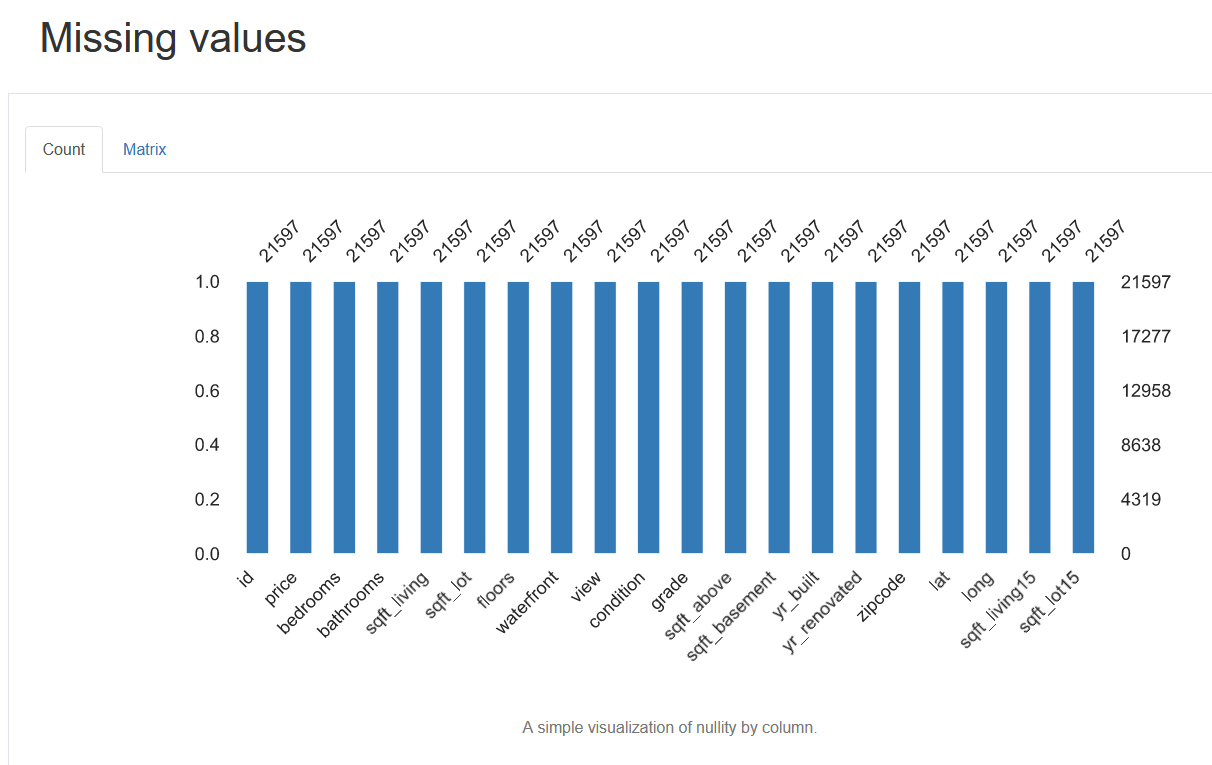 Missing values
Count Matrix
21597 21597 21597 21597 21597 21597 21597 21597 21597 21597 21597 21597 21597 21597 21597 21597 21597 21597 21597 21597
1.0 21597
0.8 17277
0.6 12958
0.4 8638
0.2 4319
0.0 0
id price bedrooms bathrooms sqft_living sqft_lot floors waterfront view condition grade sqft_above sqft_basement yr_built yr_renovated zipcode lat long sqft_living15 sqft_lot15
A simple visualization of nullity by column.